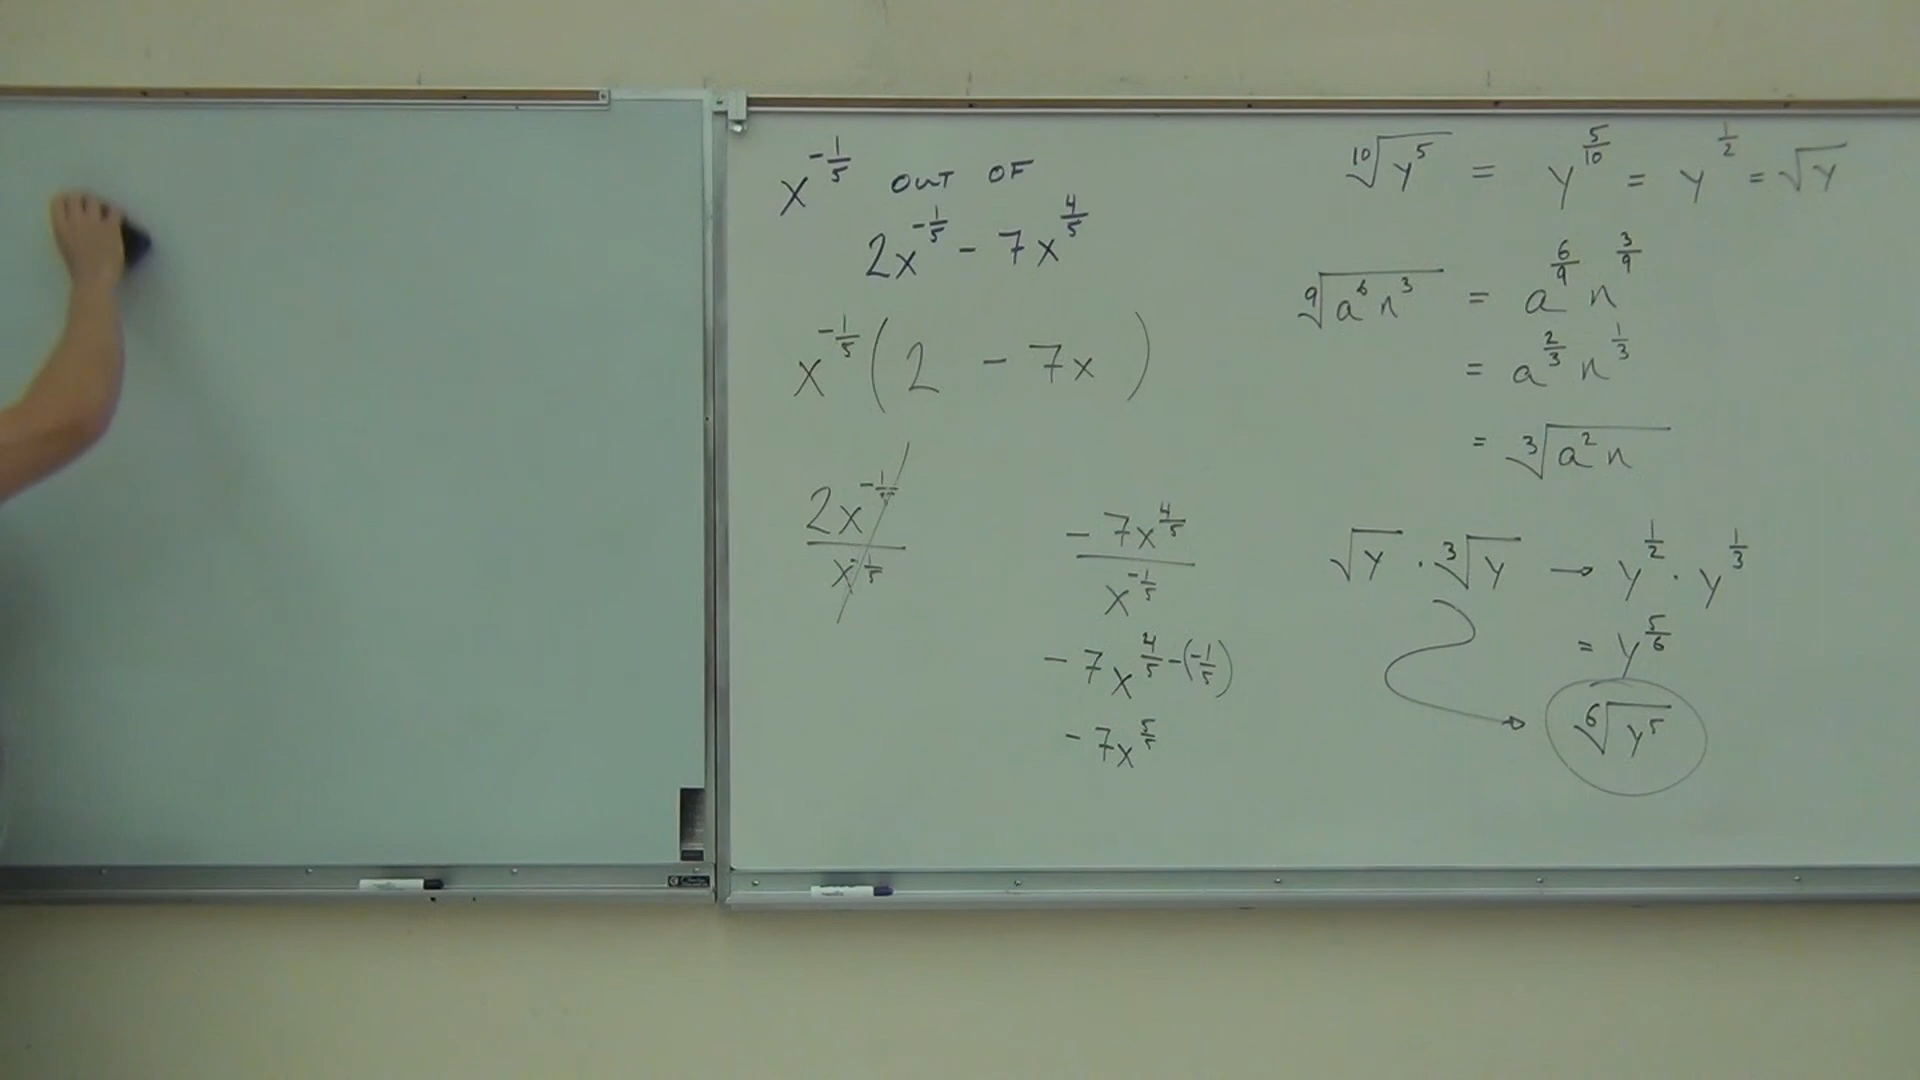 x^{-1/5} OUT OF
2x^{-1/5} - 7x^{4/5}
x^{-1/5} (2 - 7x)
2x^{-1/5} / x^{-1/5}
-7x^{4/5} / x^{-1/5}
-7x^{4/5 - (-1/5)}
-7x^{5/5}
¹⁰√(y⁵) = y^{5/10} = y^{1/2} = √y
⁹√(a⁶n³) = a^{6/9} n^{3/9}
= a^{2/3} n^{1/3}
= ³√(a²n)
√y · ³√y → y^{1/2} · y^{1/3}
= y^{5/6}
⁶√(y⁵)